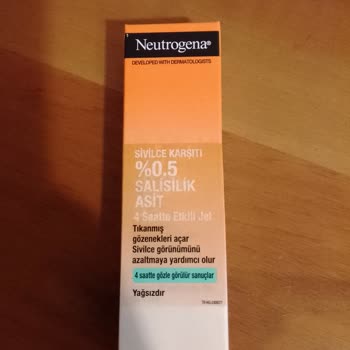 Neutrogena®
DEVELOPED WITH DERMATOLOGISTS
SİVİLCE KARŞITI
%0.5
SALİSİLİK
ASİT
4 Saatte Etkili Jel
Tıkanmış
gözenekleri açar
Sivilce görünümünü
azaltmaya yardımcı olur
4 saatte gözle görülür sonuçlar
Yağsızdır